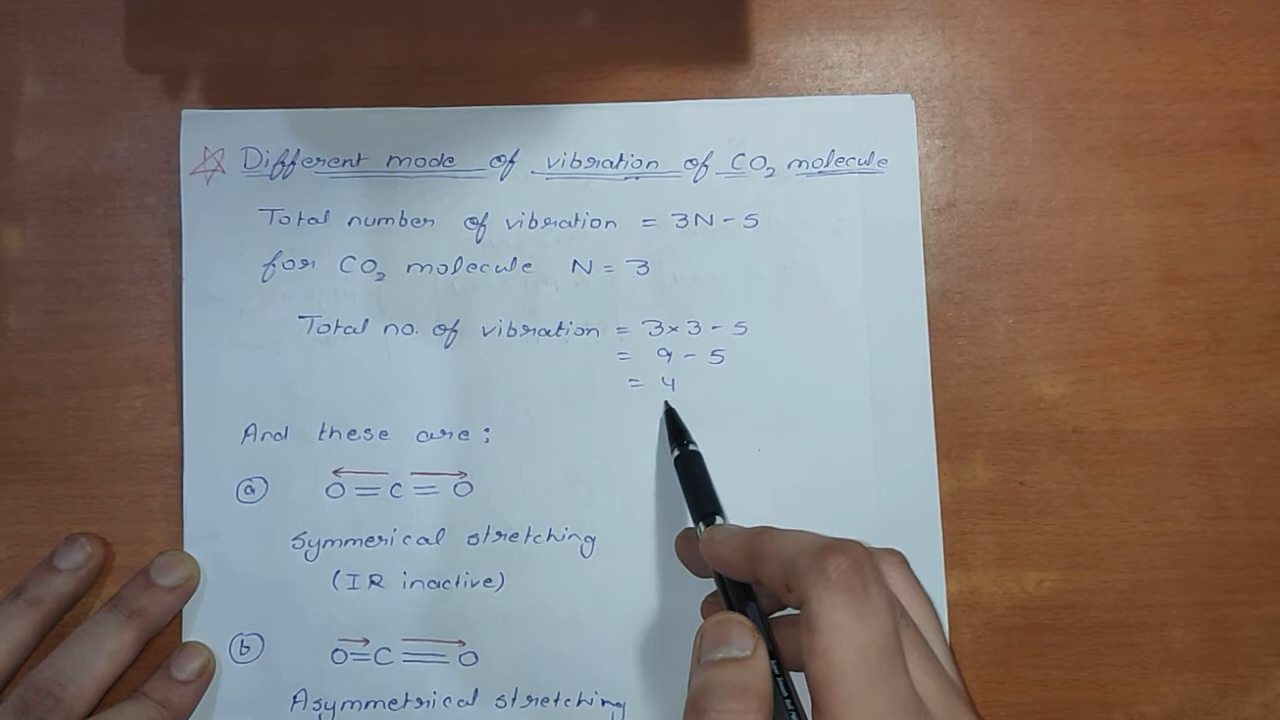 Different mode of vibration of CO₂ molecule
Total number of vibration = 3N - 5
for CO₂ molecule N = 3
Total no. of vibration = 3×3 - 5
= 9 - 5
= 4
And these are:
(a) O=C=O
Symmerical stretching
(IR inactive)
(b) O=C=O
Asymmetrical stretching